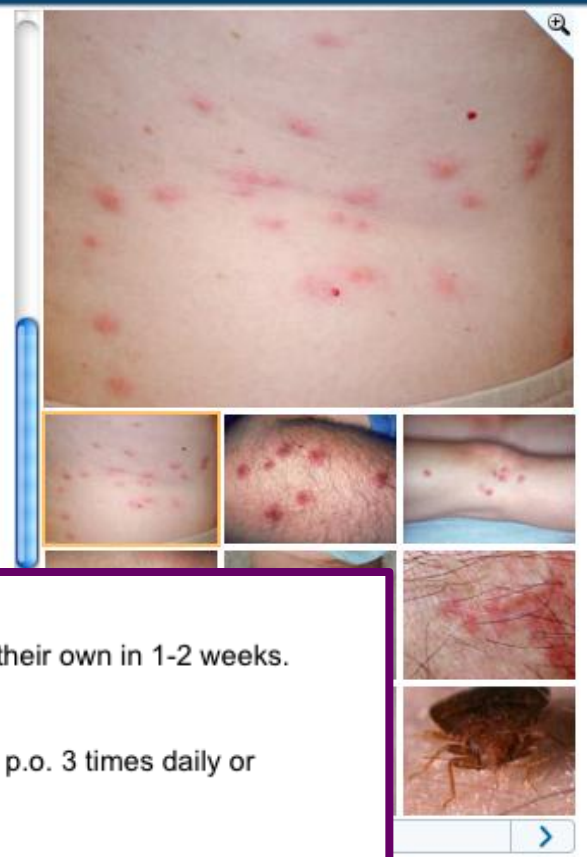 their own in 1-2 weeks.
p.o. 3 times daily or